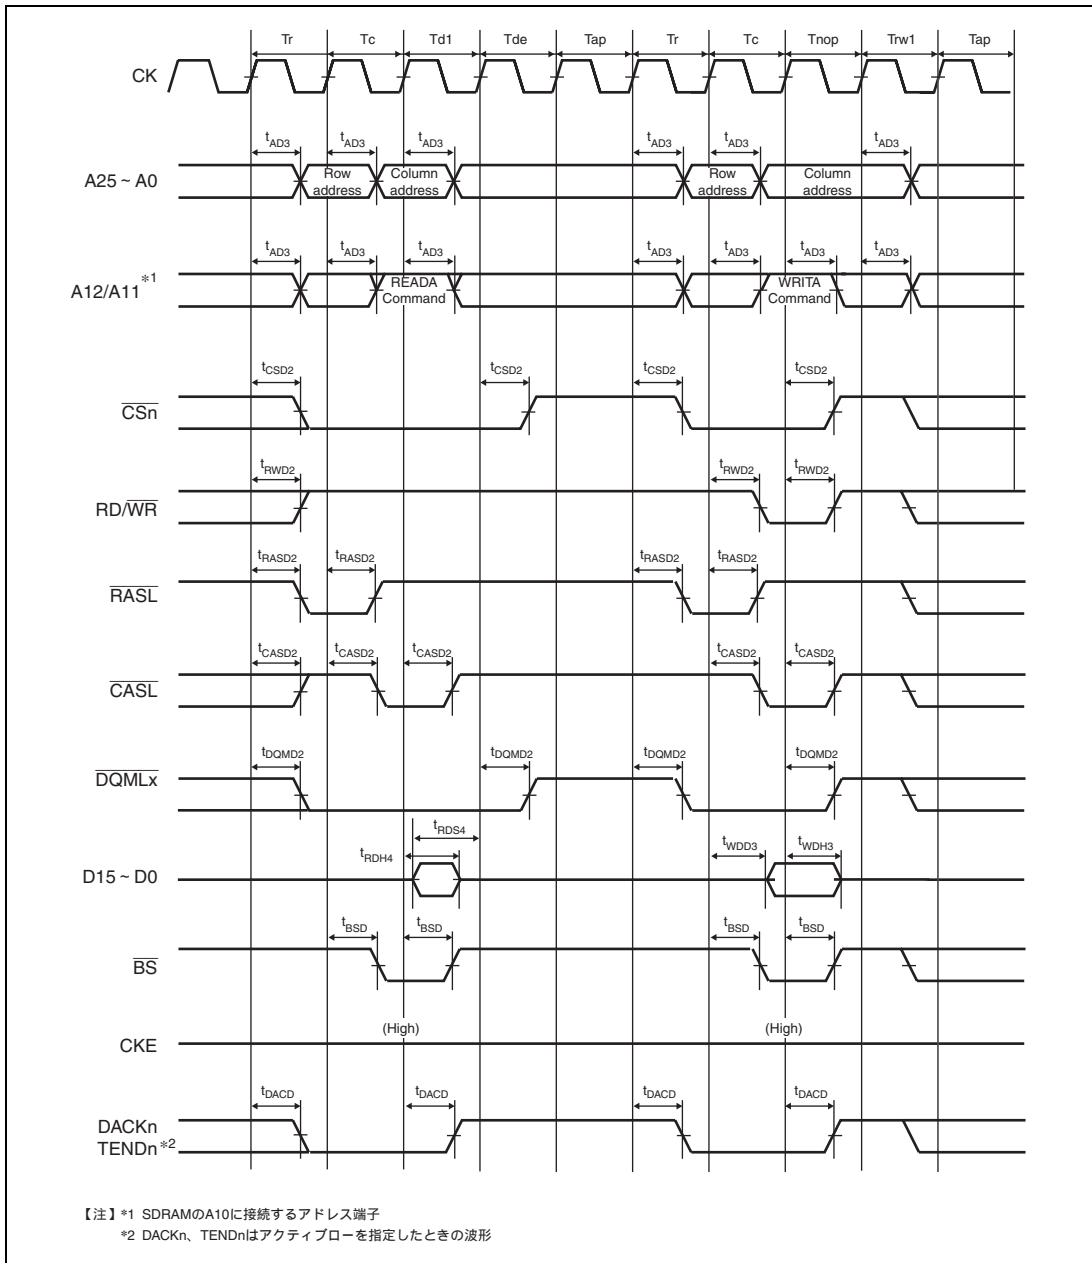 Tr Tc Td1 Tde Tap Tr Tc Tnop Trw1 Tap
CK
tAD3 tAD3 tAD3 tAD3 tAD3 tAD3
A25 ~ A0
Row address
Column address
Row address
Column address
tAD3 tAD3 tAD3 tAD3 tAD3 tAD3 tAD3
A12/A11 *1
READA Command
WRITA Command
tCSD2 tCSD2 tCSD2 tCSD2
CSn
tRWD2 tRWD2 tRWD2
RD/WR
tRASD2 tRASD2 tRASD2 tRASD2
RASL
tCASD2 tCASD2 tCASD2 tCASD2 tCASD2
CASL
tDQMD2 tDQMD2 tDQMD2 tDQMD2
DQMLx
tRDS4
tRDH4 tWDD3 tWDH3
D15 ~ D0
tBSD tBSD tBSD tBSD
BS
(High) (High)
CKE
tDACD tDACD tDACD tDACD
DACKn
TENDn *2
【注】*1 SDRAMのA10に接続するアドレス端子
*2 DACKn、TENDnはアクティブローを指定したときの波形